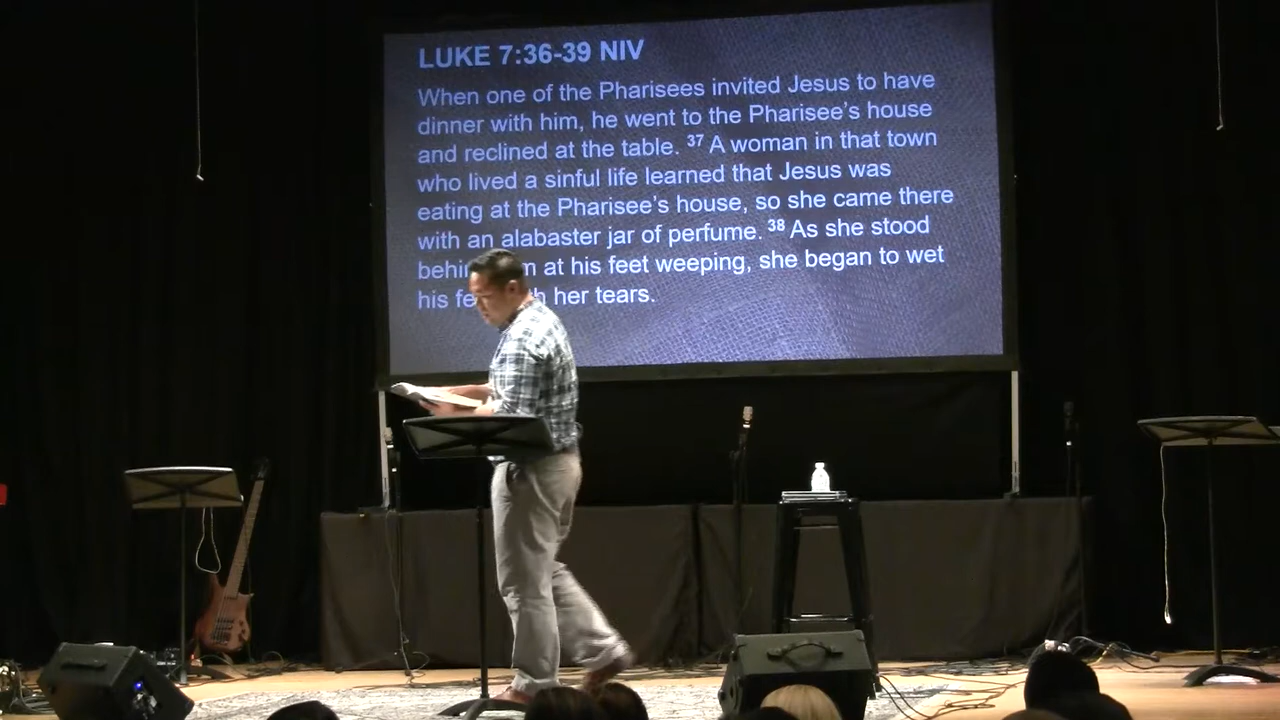 LUKE 7:36-39 NIV
When one of the Pharisees invited Jesus to have
dinner with him, he went to the Pharisee's house
and reclined at the table. 37 A woman in that town
who lived a sinful life learned that Jesus was
eating at the Pharisee's house, so she came there
with an alabaster jar of perfume. 38 As she stood
at his feet weeping, she began to wet
his her tears.